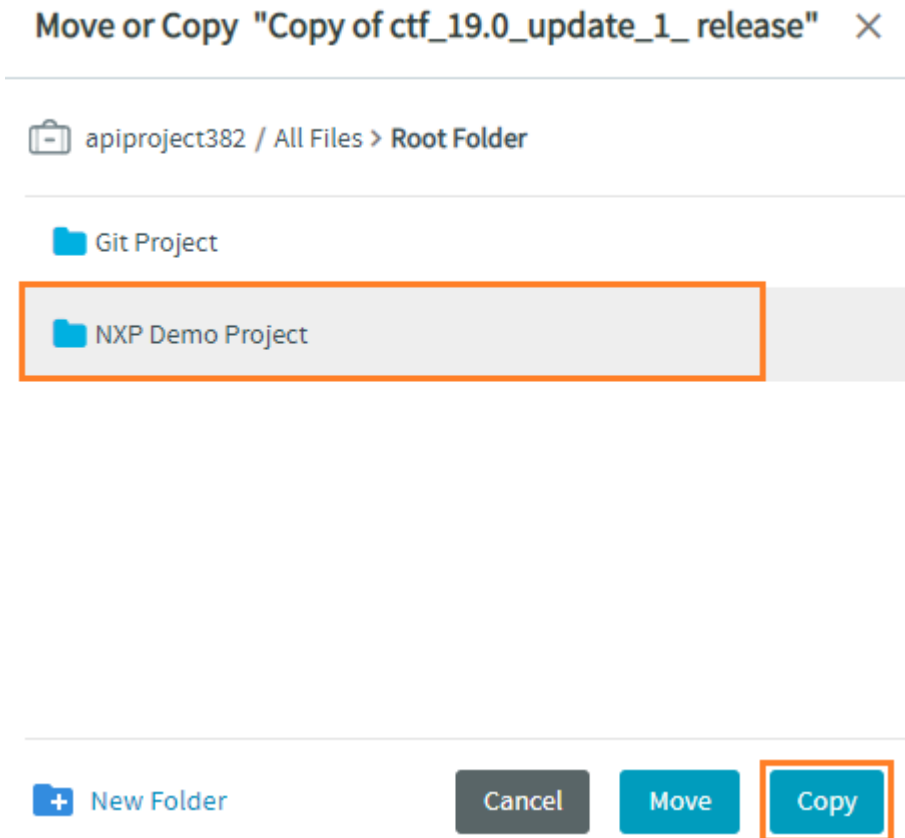 Move or Copy "Copy of ctf_19.0_update_1_ release"
apiproject382 / All Files > Root Folder
Git Project
NXP Demo Project
New Folder
Cancel
Move
Copy